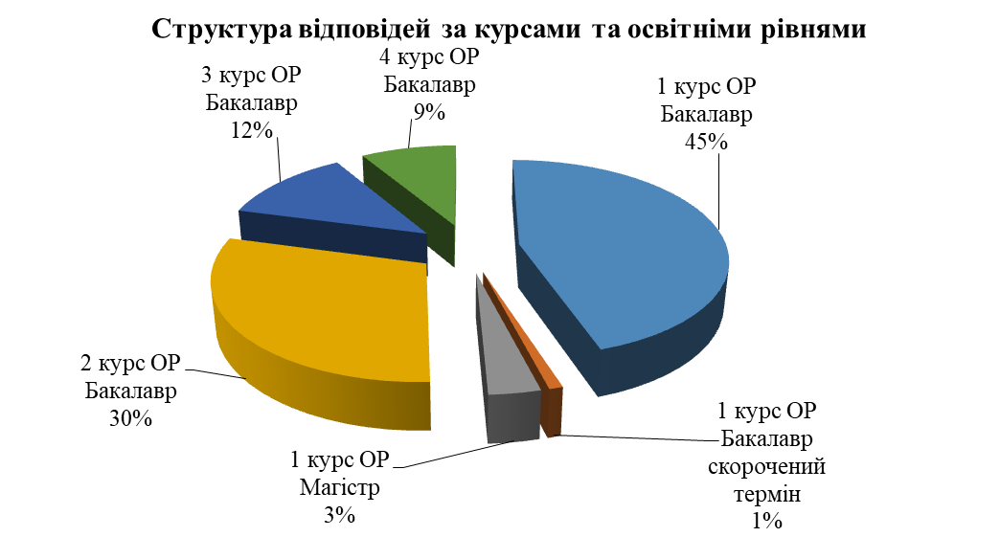 Структура відповідей за курсами та освітніми рівнями
3 курс ОР
Бакалавр
12%
4 курс ОР
Бакалавр
9%
1 курс ОР
Бакалавр
45%
2 курс ОР
Бакалавр
30%
1 курс ОР
Магістр
3%
1 курс ОР
Бакалавр
скорочений
термін
1%